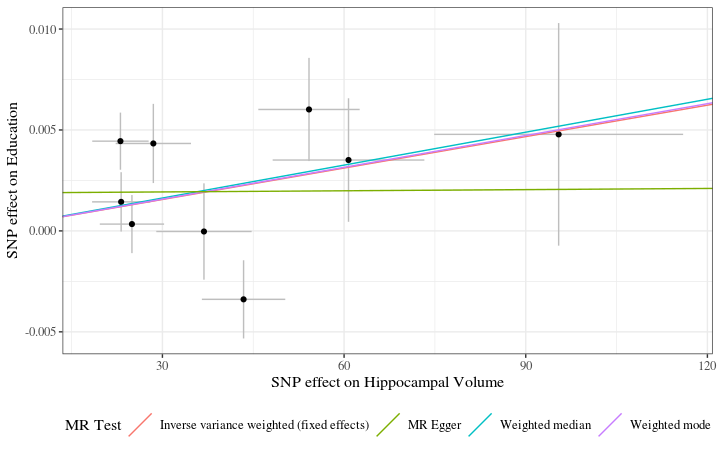 SNP effect on Education
0.010
0.005
0.000
-0.005
30
60
90
120
SNP effect on Hippocampal Volume
MR Test Inverse variance weighted (fixed effects) MR Egger Weighted median Weighted mode